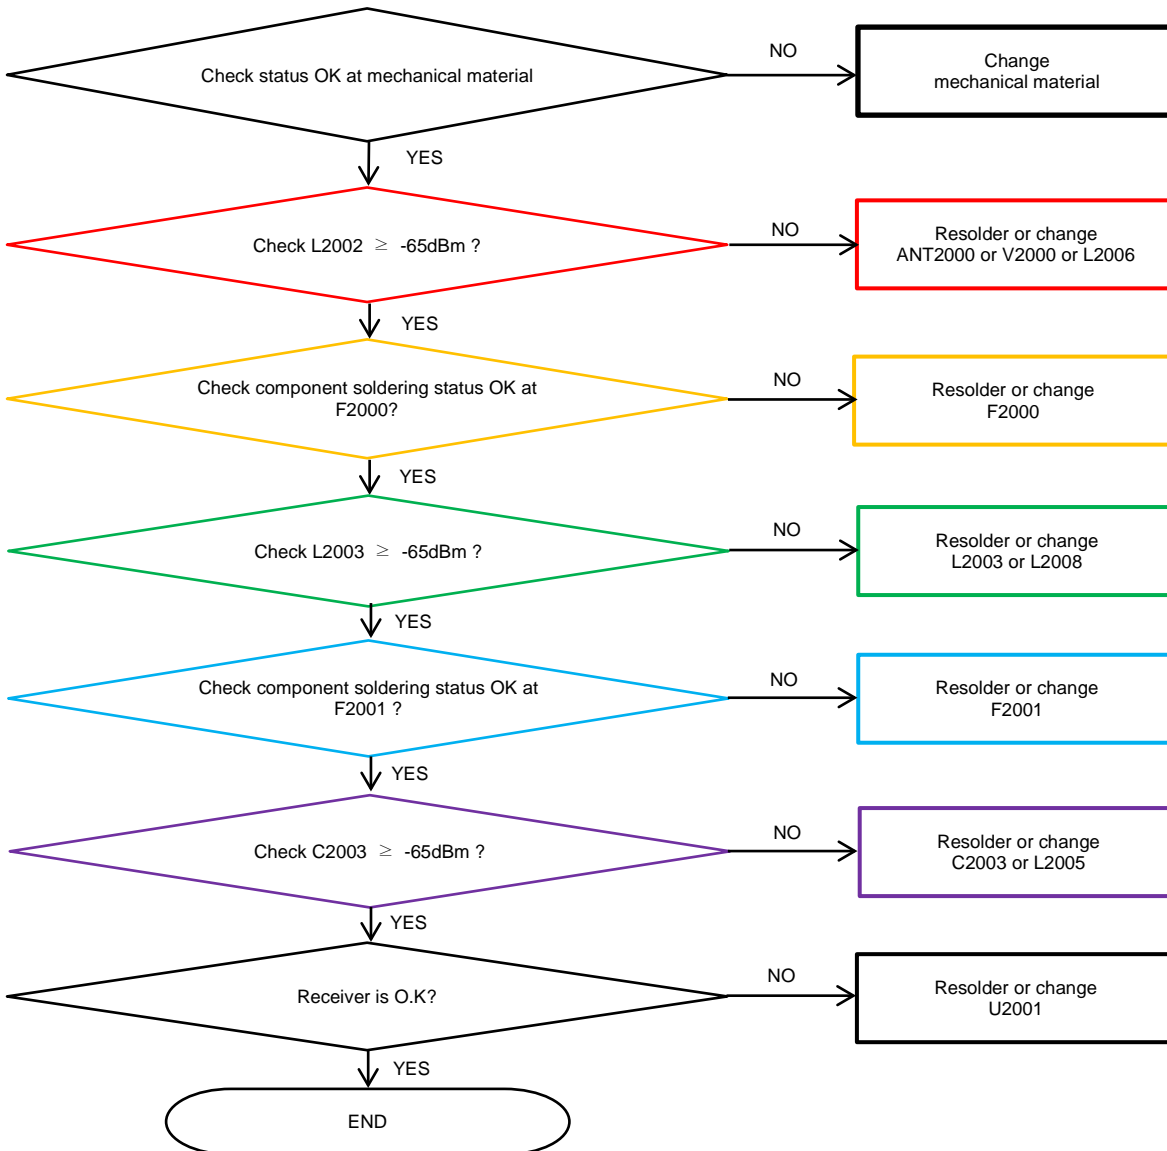 Check status OK at mechanical material
NO
Change
mechanical material
YES
Check L2002 ≥ -65dBm ?
NO
Resolder or change
ANT2000 or V2000 or L2006
YES
Check component soldering status OK at
F2000?
NO
Resolder or change
F2000
YES
Check L2003 ≥ -65dBm ?
NO
Resolder or change
L2003 or L2008
YES
Check component soldering status OK at
F2001 ?
NO
Resolder or change
F2001
YES
Check C2003 ≥ -65dBm ?
NO
Resolder or change
C2003 or L2005
YES
Receiver is O.K?
NO
Resolder or change
U2001
YES
END